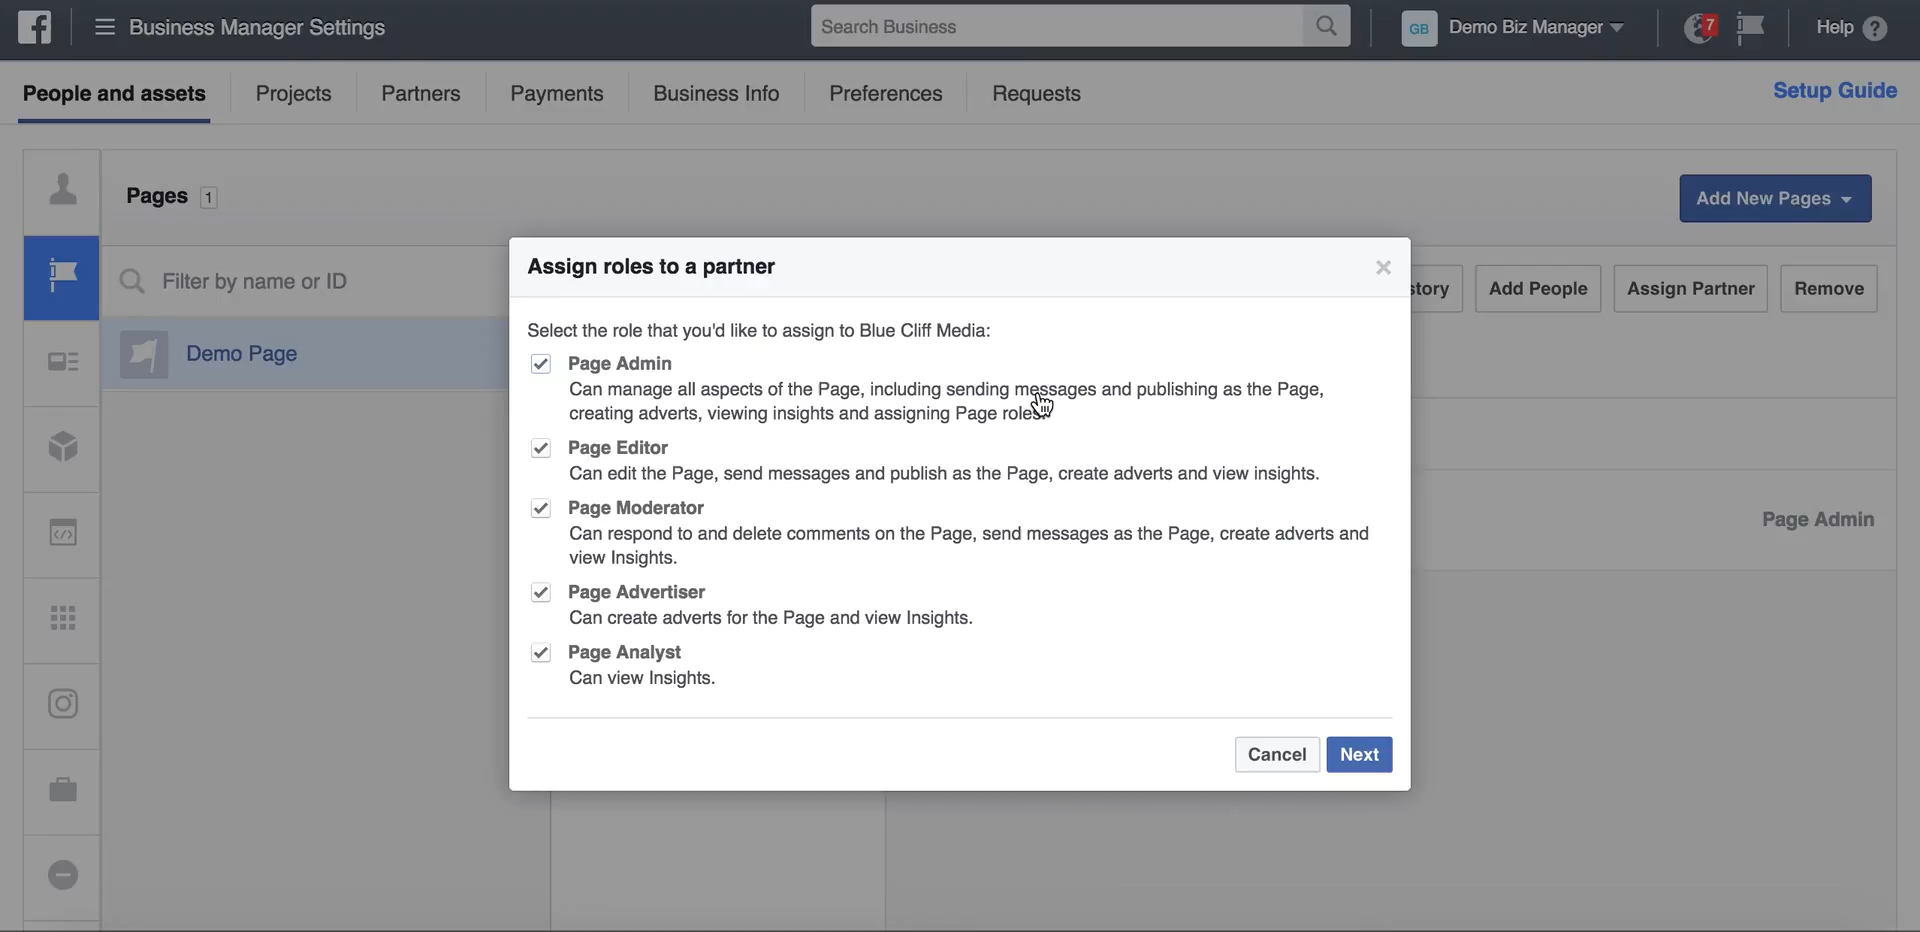 Business Manager Settings
Search Business
GB
Demo Biz Manager
7
Help ?
People and assets
Projects
Partners
Payments
Business Info
Preferences
Requests
Setup Guide
Pages 1
Add New Pages
Filter by name or ID
story
Add People
Assign Partner
Remove
Demo Page
Page Admin
Assign roles to a partner
Select the role that you'd like to assign to Blue Cliff Media:
Page Admin
Can manage all aspects of the Page, including sending messages and publishing as the Page,
creating adverts, viewing insights and assigning Page roles.
Page Editor
Can edit the Page, send messages and publish as the Page, create adverts and view insights.
Page Moderator
Can respond to and delete comments on the Page, send messages as the Page, create adverts and
view Insights.
Page Advertiser
Can create adverts for the Page and view Insights.
Page Analyst
Can view Insights.
Cancel
Next